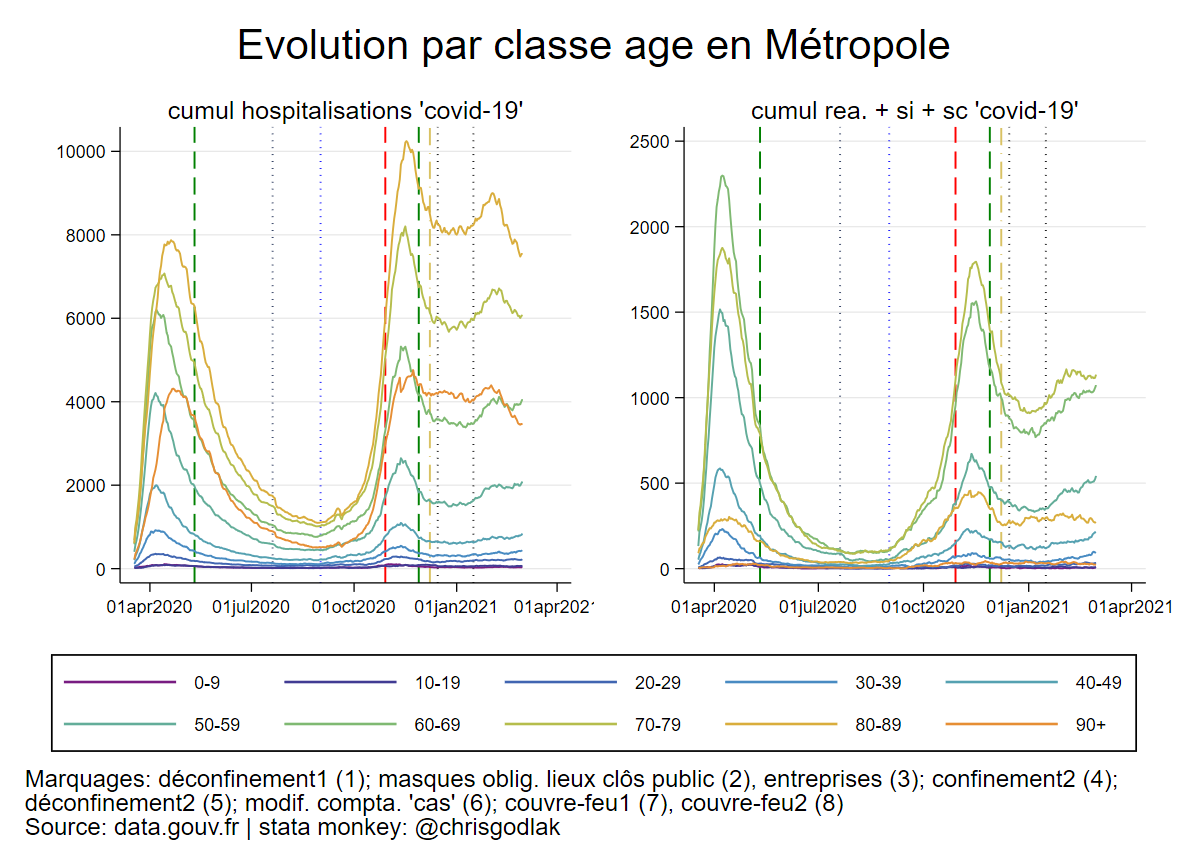 Evolution par classe age en Métropole
cumul hospitalisations 'covid-19'
10000
8000
6000
4000
2000
0
01apr2020 01jul2020 01oct2020 01jan2021 01apr2021
cumul rea. + si + sc 'covid-19'
2500
2000
1500
1000
500
0
01apr2020 01jul2020 01oct2020 01jan2021 01apr2021
0-9 10-19 20-29 30-39 40-49
50-59 60-69 70-79 80-89 90+
Marquages: déconfinement1 (1); masques oblig. lieux clôs public (2), entreprises (3); confinement2 (4);
déconfinement2 (5); modif. compta. 'cas' (6); couvre-feu1 (7), couvre-feu2 (8)
Source: data.gouv.fr | stata monkey: @chrisgodlak